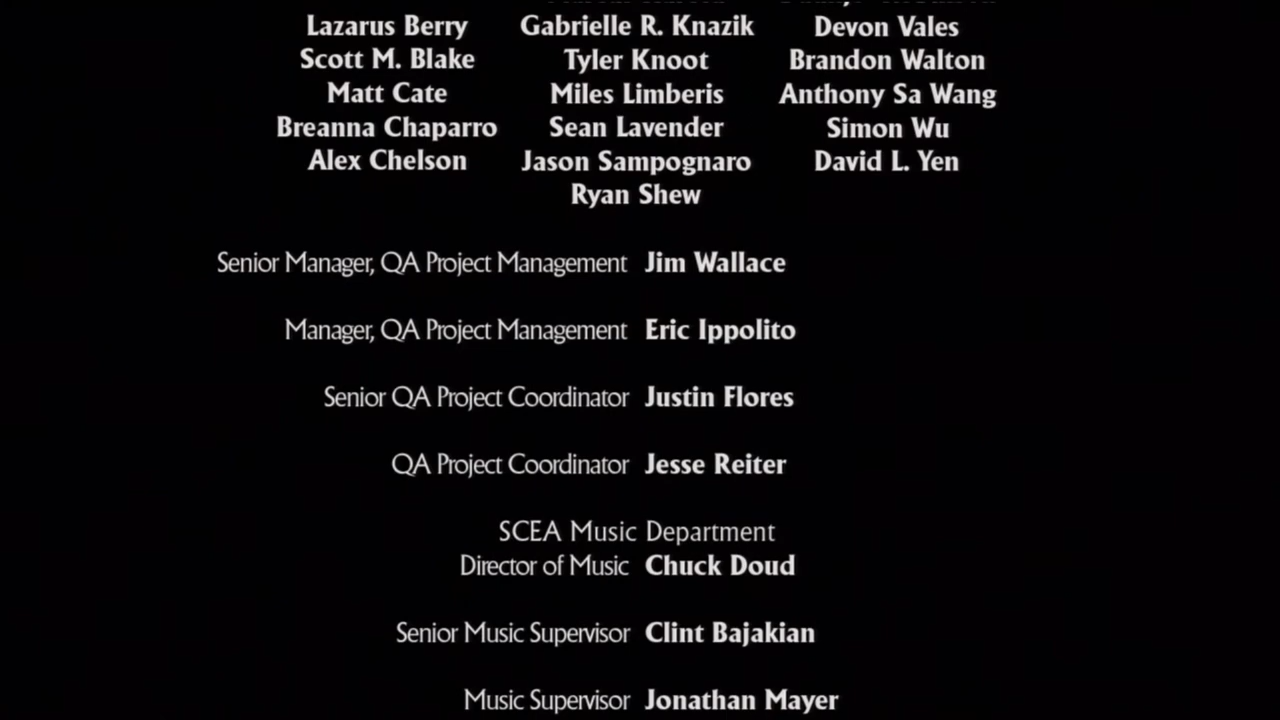 Lazarus Berry Gabrielle R. Knazik Devon Vales
Scott M. Blake Tyler Knoot Brandon Walton
Matt Cate Miles Limberis Anthony Sa Wang
Breanna Chaparro Sean Lavender Simon Wu
Alex Chelson Jason Sampognaro David L. Yen
Ryan Shew
Senior Manager, QA Project Management Jim Wallace
Manager, QA Project Management Eric Ippolito
Senior QA Project Coordinator Justin Flores
QA Project Coordinator Jesse Reiter
SCEA Music Department
Director of Music Chuck Doud
Senior Music Supervisor Clint Bajakian
Music Supervisor Jonathan Mayer